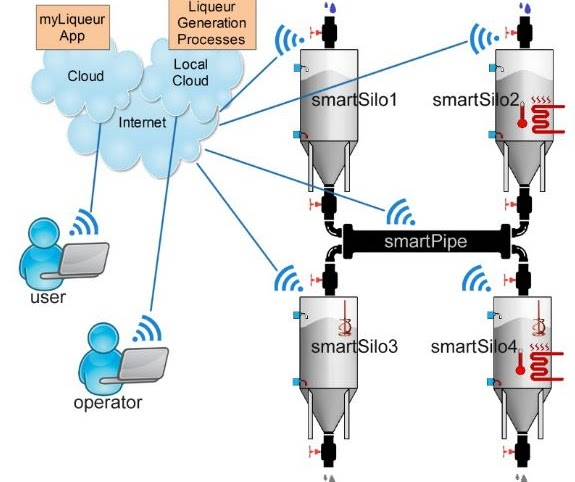 myLiqueur
App
Liqueur
Generation
Processes
Cloud
Local
Cloud
Internet
smartSilo1
smartSilo2
smartPipe
user
smartSilo3
smartSilo4
operator